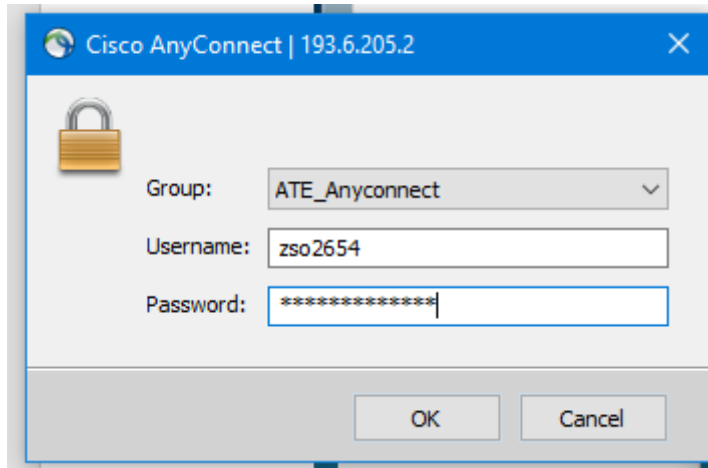 Cisco AnyConnect | 193.6.205.2
Group: ATE_Anyconnect
Username: zso2654
Password: *************
OK Cancel